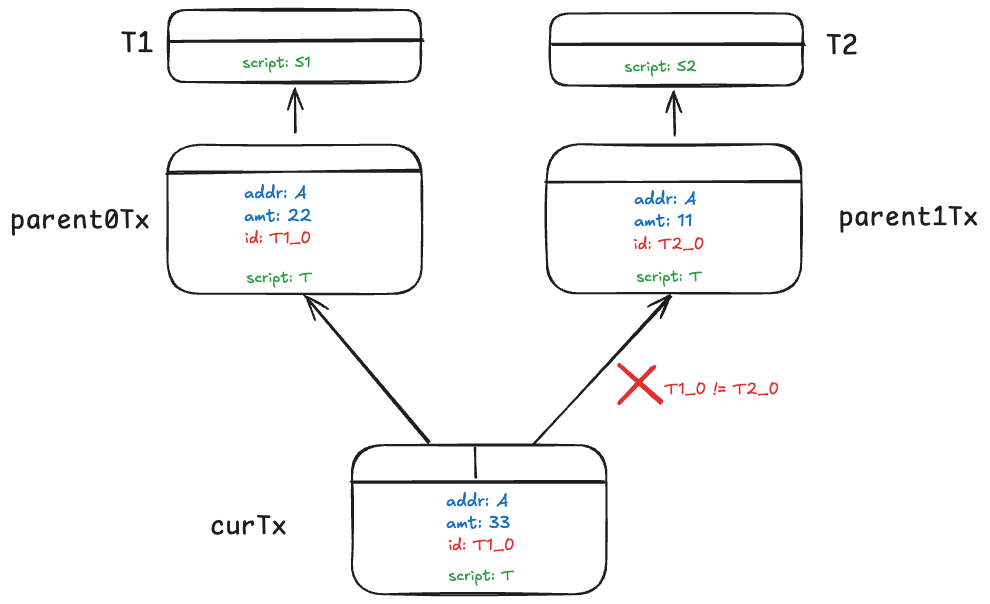 T1
script: S1
T2
script: S2
parent0Tx
addr: A
amt: 22
id: T1_0
script: T
parent1Tx
addr: A
amt: 11
id: T2_0
script: T
T1_0 != T2_0
curTx
addr: A
amt: 33
id: T1_0
script: T